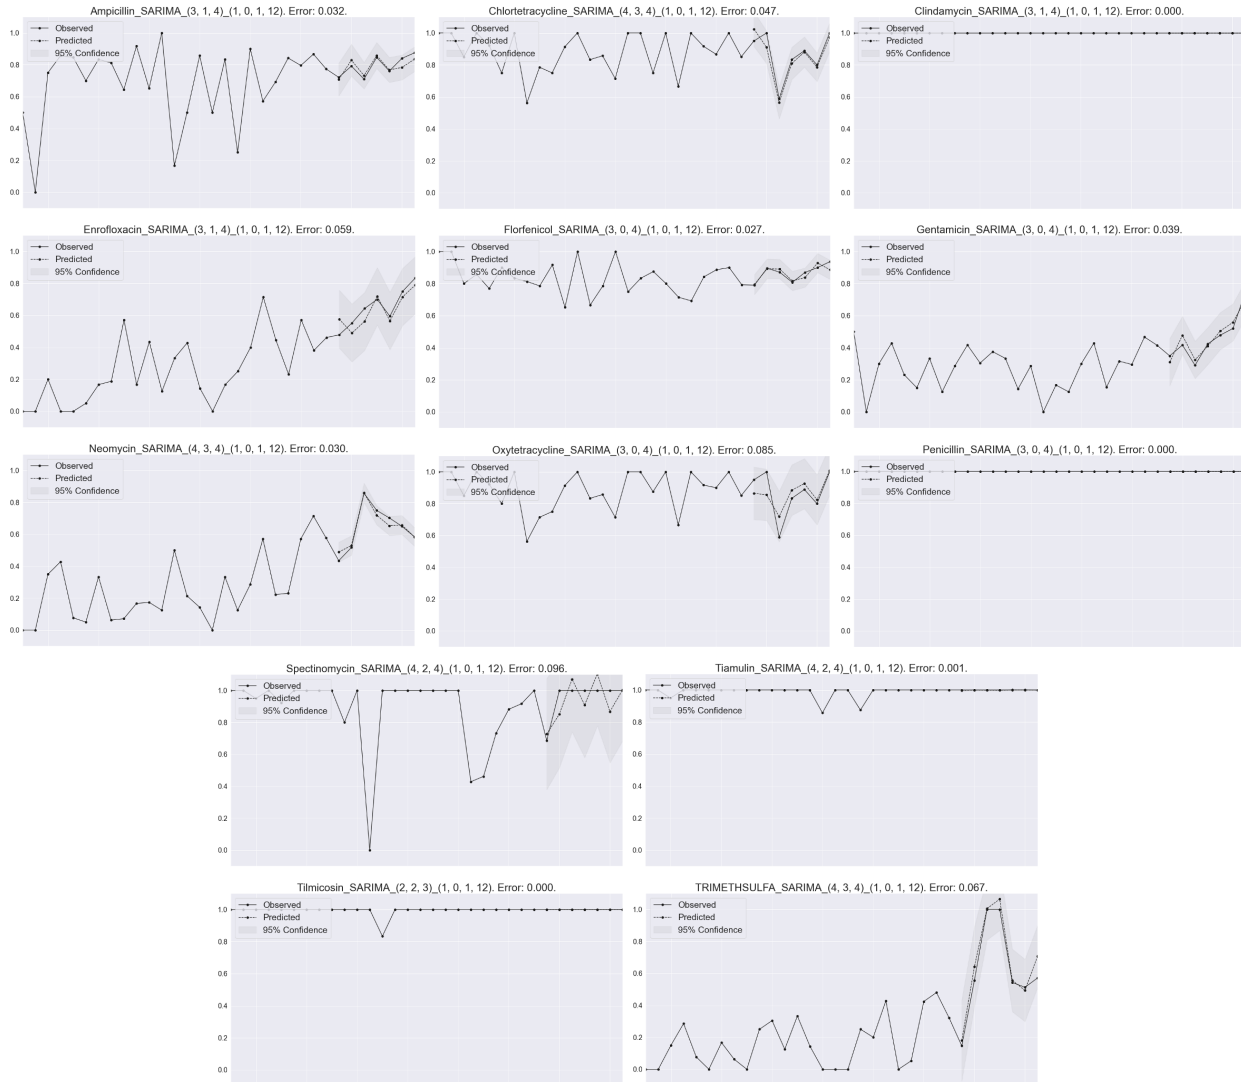 Ampicillin_SARIMA_(3, 1, 4)_(1, 0, 1, 12). Error: 0.032.
1.0
0.8
0.6
0.4
0.2
0.0
Observed
Predicted
95% Confidence
Chlortetracycline_SARIMA_(4, 3, 4)_(1, 0, 1, 12). Error: 0.047.
1.0
0.8
0.6
0.4
0.2
0.0
Observed
Predicted
95% Confidence
Clindamycin_SARIMA_(3, 1, 4)_(1, 0, 1, 12). Error: 0.000.
1.0
0.8
0.6
0.4
0.2
0.0
Observed
Predicted
95% Confidence
Enrofloxacin_SARIMA_(3, 1, 4)_(1, 0, 1, 12). Error: 0.059.
1.0
0.8
0.6
0.4
0.2
0.0
Observed
Predicted
95% Confidence
Florfenicol_SARIMA_(3, 0, 4)_(1, 0, 1, 12). Error: 0.027.
1.0
0.8
0.6
0.4
0.2
0.0
Observed
Predicted
95% Confidence
Gentamicin_SARIMA_(3, 0, 4)_(1, 0, 1, 12). Error: 0.039.
1.0
0.8
0.6
0.4
0.2
0.0
Observed
Predicted
95% Confidence
Neomycin_SARIMA_(4, 3, 4)_(1, 0, 1, 12). Error: 0.030.
1.0
0.8
0.6
0.4
0.2
0.0
Observed
Predicted
95% Confidence
Oxytetracycline_SARIMA_(3, 0, 4)_(1, 0, 1, 12). Error: 0.085.
1.0
0.8
0.6
0.4
0.2
0.0
Observed
Predicted
95% Confidence
Penicillin_SARIMA_(3, 0, 4)_(1, 0, 1, 12). Error: 0.000.
1.0
0.8
0.6
0.4
0.2
0.0
Observed
Predicted
95% Confidence
Spectinomycin_SARIMA_(4, 2, 4)_(1, 0, 1, 12). Error: 0.096.
1.0
0.8
0.6
0.4
0.2
0.0
Observed
Predicted
95% Confidence
Tiamulin_SARIMA_(4, 2, 4)_(1, 0, 1, 12). Error: 0.001.
1.0
0.8
0.6
0.4
0.2
0.0
Observed
Predicted
95% Confidence
Tilmicosin_SARIMA_(2, 2, 3)_(1, 0, 1, 12). Error: 0.000.
1.0
0.8
0.6
0.4
0.2
0.0
Observed
Predicted
95% Confidence
TRIMETHSULFA_SARIMA_(4, 3, 4)_(1, 0, 1, 12). Error: 0.067.
1.0
0.8
0.6
0.4
0.2
0.0
Observed
Predicted
95% Confidence